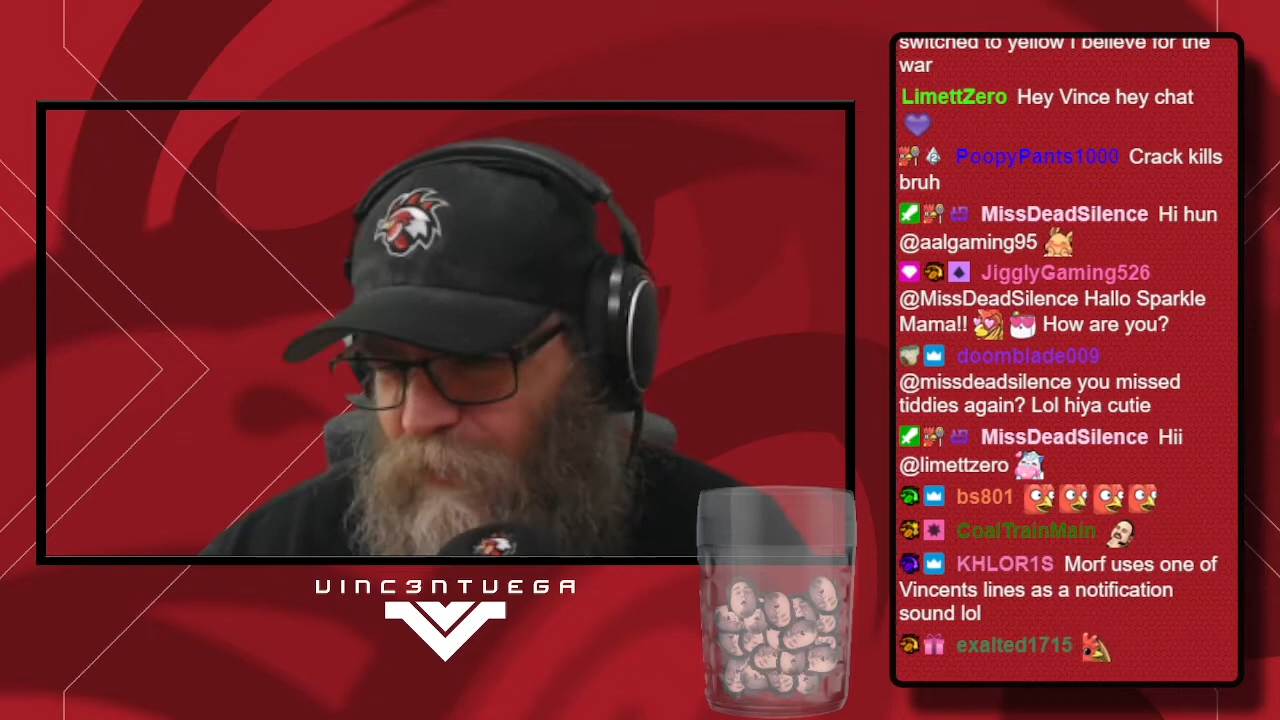 switched to yellow I believe for the
war
LimettZero Hey Vince hey chat
PoopyPants1000 Crack kills
bruh
MissDeadSilence Hi hun
@aalgaming95
JigglyGaming526
@MissDeadSilence Hallo Sparkle
Mama!! How are you?
doomblade009
@missdeadsilence you missed
tiddies again? Lol hiya cutie
MissDeadSilence Hii
@limettzero
bs801
CoalTrainMain
KHLOR1S Morf uses one of
Vincents lines as a notification
sound lol
exalted1715
VINC3NTVEGA